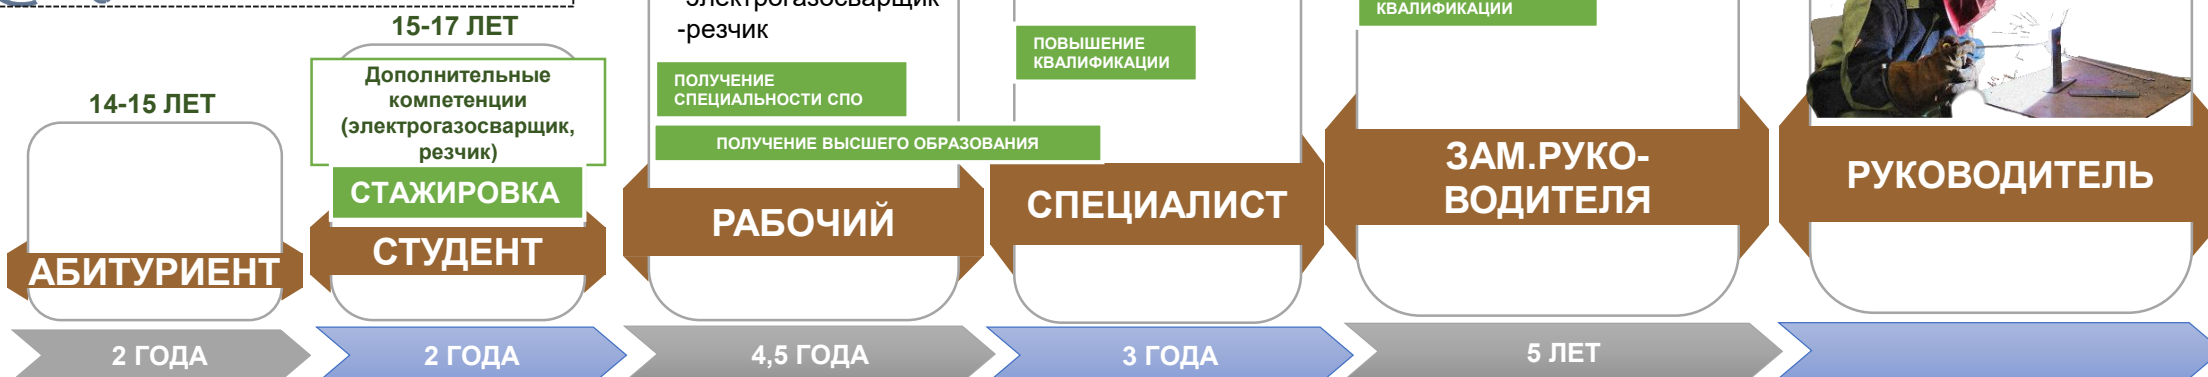 14-15 ЛЕТ
АБИТУРИЕНТ
2 ГОДА
15-17 ЛЕТ
Дополнительные
компетенции
(электрогазосварщик,
резчик)
СТАЖИРОВКА
СТУДЕНТ
2 ГОДА
электрогазосварщик
-резчик
ПОЛУЧЕНИЕ
СПЕЦИАЛЬНОСТИ СПО
ПОЛУЧЕНИЕ ВЫСШЕГО ОБРАЗОВАНИЯ
РАБОЧИЙ
4,5 ГОДА
ПОВЫШЕНИЕ
КВАЛИФИКАЦИИ
СПЕЦИАЛИСТ
3 ГОДА
КВАЛИФИКАЦИИ
ЗАМ.РУКО-
ВОДИТЕЛЯ
5 ЛЕТ
РУКОВОДИТЕЛЬ